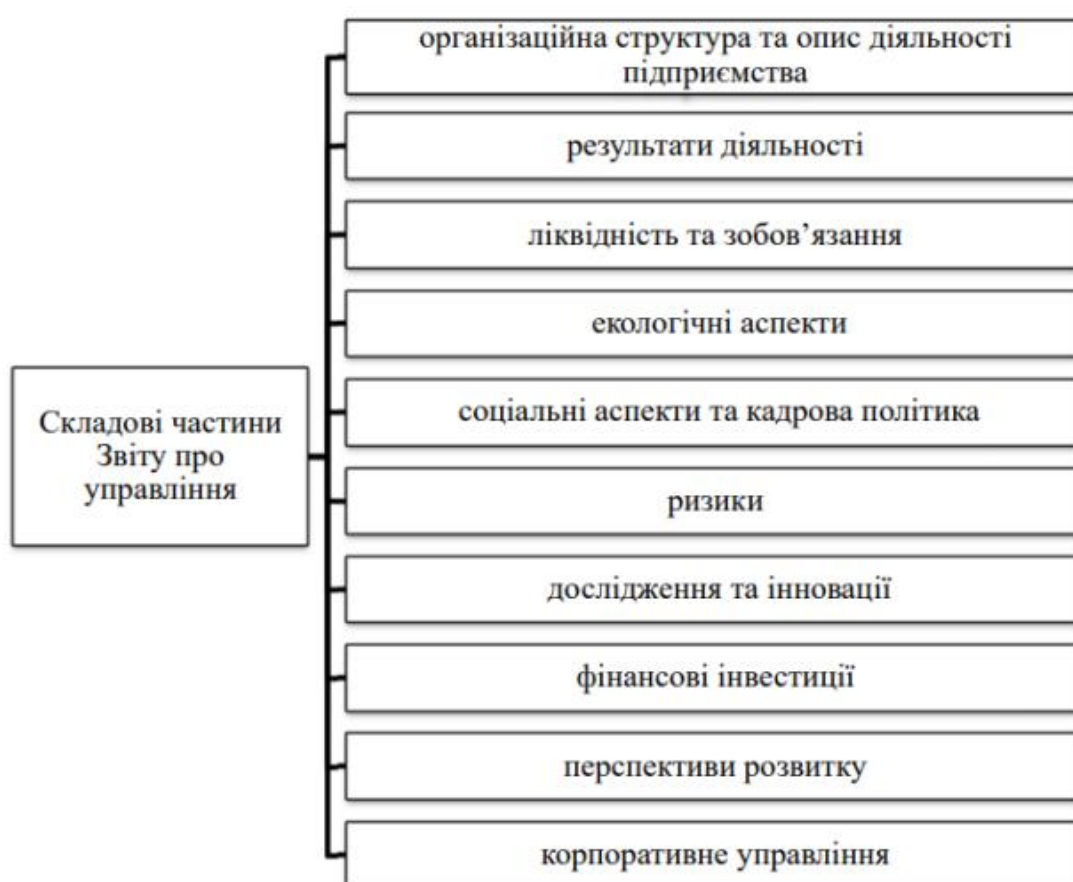 організаційна структура та опис діяльності
підприємства
результати діяльності
ліквідність та зобов’язання
екологічні аспекти
соціальні аспекти та кадрова політика
Складові частини
Звіту про
управління
ризики
дослідження та інновації
фінансові інвестиції
перспективи розвитку
корпоративне управління